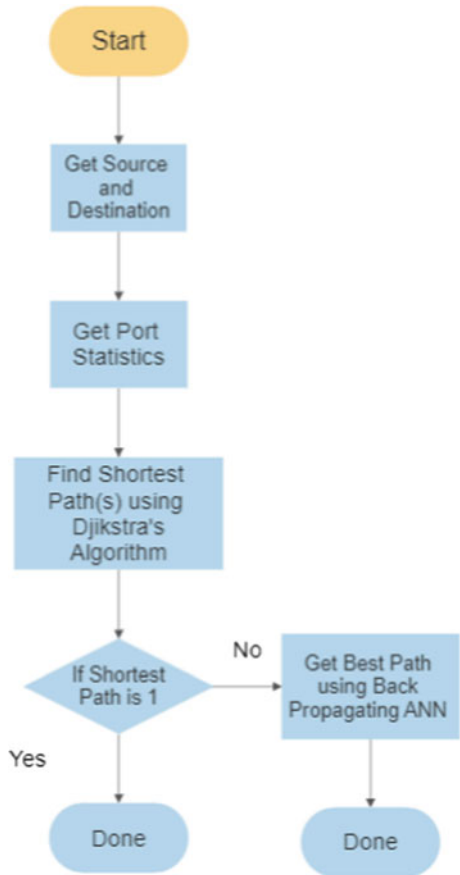 Start
Get Source
and
Destination
Get Port
Statistics
Find Shortest
Path(s) using
Djikstra's
Algorithm
If Shortest
Path is 1
No
Get Best Path
using Back
Propagating ANN
Yes
Done
Done